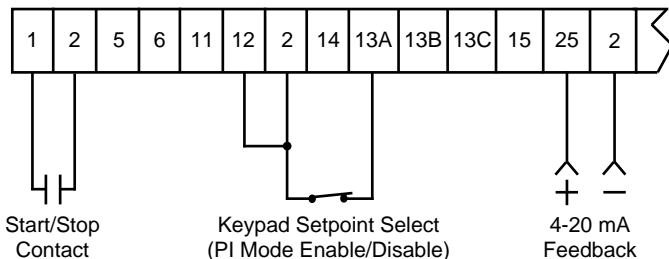 1 2 5 6 11 12 2 14 13A 13B 13C 15 25 2
Start/Stop
Contact
Keypad Setpoint Select
(PI Mode Enable/Disable)
4-20 mA
Feedback